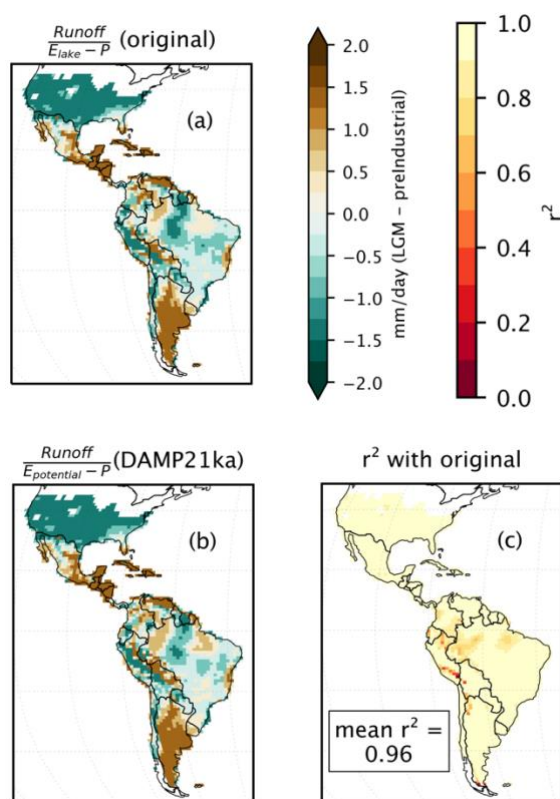 Runoff
E_lake − P (original)
(a)
2.0
1.5
1.0
0.5
0.0
−0.5
−1.0
−1.5
−2.0
mm/day (LGM − preIndustrial)
1.0
0.8
0.6
0.4
0.2
0.0
r²
Runoff
E_potential − P (DAMP21ka)
(b)
r² with original
(c)
mean r² =
0.96